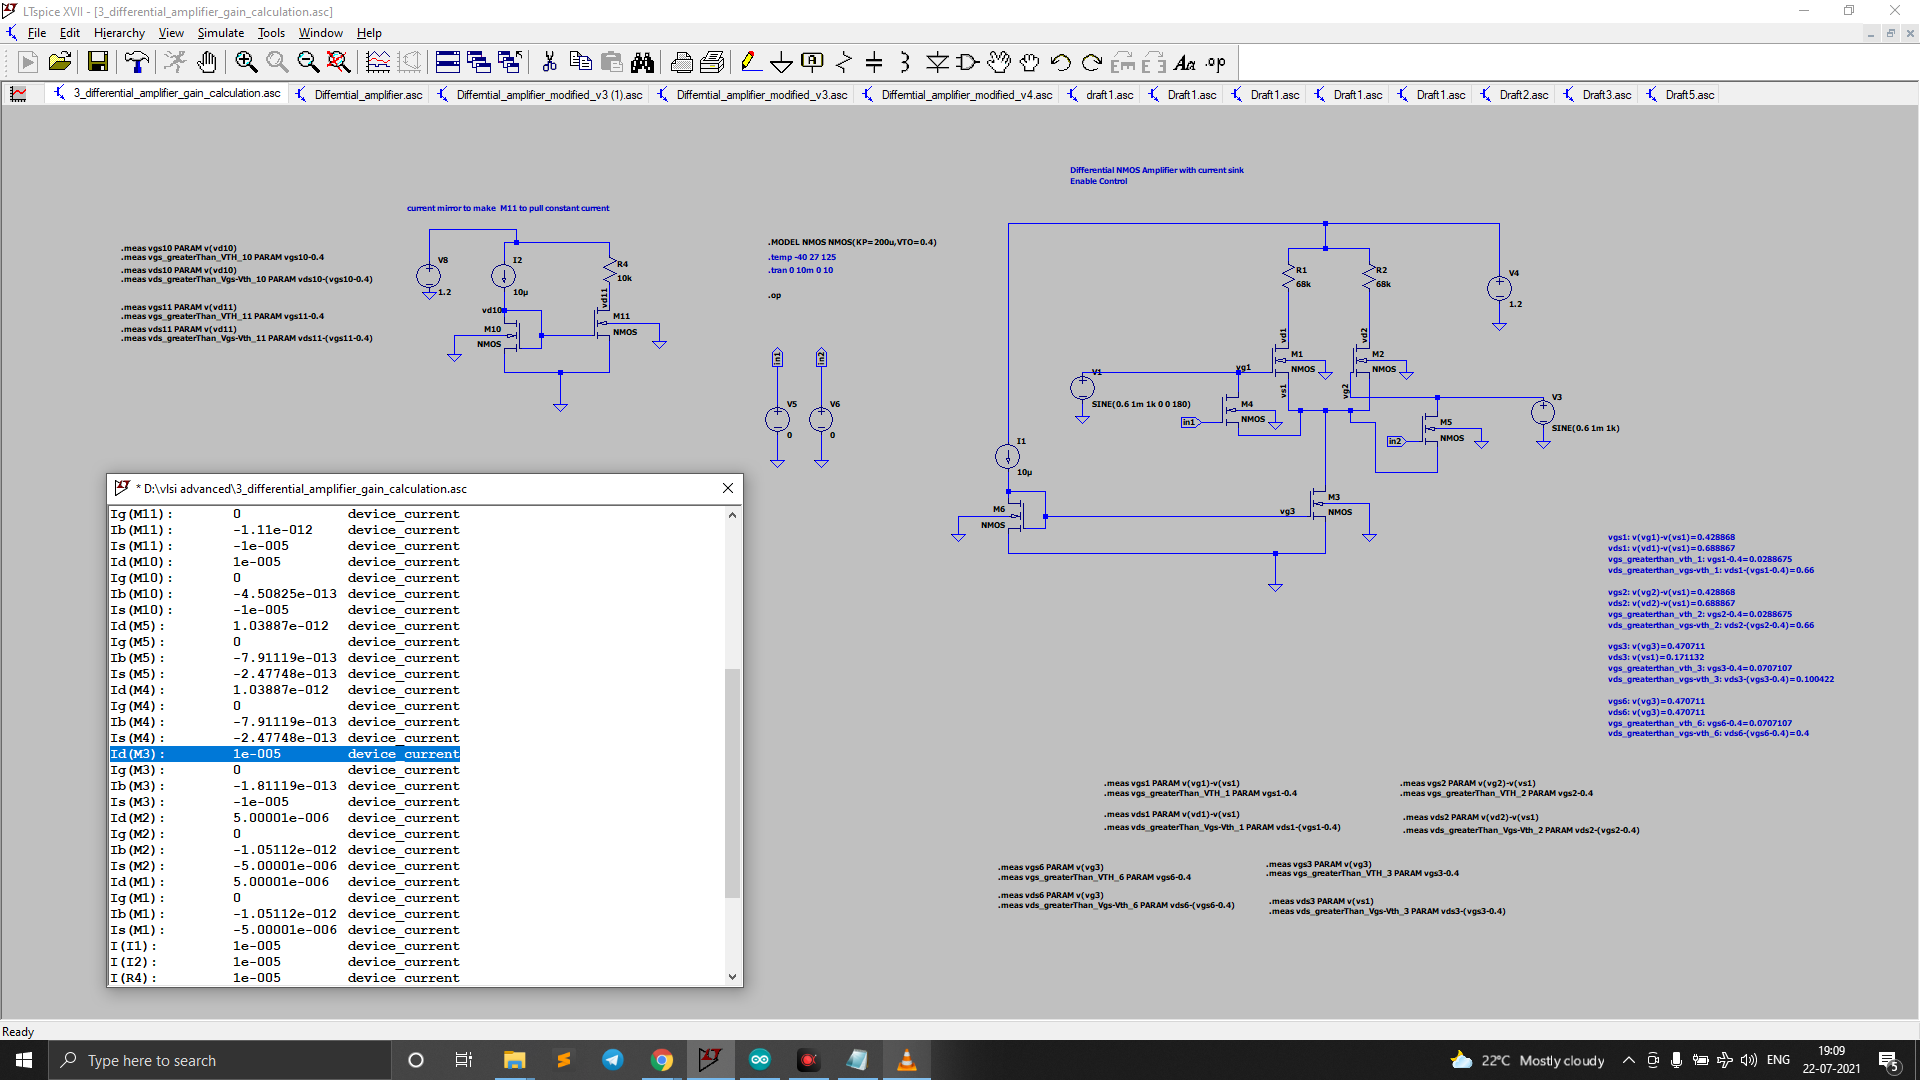 LTspice XVII - [3_differential_amplifier_gain_calculation.asc]
File Edit Hierarchy View Simulate Tools Window Help
3_differential_amplifier_gain_calculation.asc Differntial_amplifier.asc Differntial_amplifier_modified_v3 (1).asc Differntial_amplifier_modified_v3.asc Differntial_amplifier_modified_v4.asc draft1.asc Draft1.asc Draft1.asc Draft1.asc Draft1.asc Draft2.asc Draft3.asc Draft5.asc
Differential NMOS Amplifier with current sink
Enable Control
current mirror to make M11 to pull constant current
.meas vgs10 PARAM v(vd10)
.meas vgs_greaterThan_VTH_10 PARAM vgs10-0.4
.meas vds10 PARAM v(vd10)
.meas vds_greaterThan_Vgs-Vth_10 PARAM vds10-(vgs10-0.4)
.meas vgs11 PARAM v(vd11)
.meas vgs_greaterThan_VTH_11 PARAM vgs11-0.4
.meas vds11 PARAM v(vd11)
.meas vds_greaterThan_Vgs-Vth_11 PARAM vds11-(vgs11-0.4)
V8
1.2
I2
10µ
R4
10k
vd10
vd11
M10
NMOS
M11
NMOS
.MODEL NMOS NMOS(KP=200u,VTO=0.4)
.temp -40 27 125
.tran 0 10m 0 10
.op
in1
in2
V5
0
V6
0
R1
68k
R2
68k
V4
1.2
vd1
vd2
M1
NMOS
M2
NMOS
V1
SINE(0.6 1m 1k 0 0 180)
vg1
vs1
vg2
M4
NMOS
in1
V3
SINE(0.6 1m 1k)
M5
NMOS
in2
I1
10µ
M6
NMOS
vg3
M3
NMOS
vgs1: v(vg1)-v(vs1)=0.428868
vds1: v(vd1)-v(vs1)=0.688867
vgs_greaterthan_vth_1: vgs1-0.4=0.0288675
vds_greaterthan_vgs-vth_1: vds1-(vgs1-0.4)=0.66
vgs2: v(vg2)-v(vs1)=0.428868
vds2: v(vd2)-v(vs1)=0.688867
vgs_greaterthan_vth_2: vgs2-0.4=0.0288675
vds_greaterthan_vgs-vth_2: vds2-(vgs2-0.4)=0.66
vgs3: v(vg3)=0.470711
vds3: v(vs1)=0.171132
vgs_greaterthan_vth_3: vgs3-0.4=0.0707107
vds_greaterthan_vgs-vth_3: vds3-(vgs3-0.4)=0.100422
vgs6: v(vg3)=0.470711
vds6: v(vg3)=0.470711
vgs_greaterthan_vth_6: vgs6-0.4=0.0707107
vds_greaterthan_vgs-vth_6: vds6-(vgs6-0.4)=0.4
.meas vgs1 PARAM v(vg1)-v(vs1)
.meas vgs_greaterThan_VTH_1 PARAM vgs1-0.4
.meas vds1 PARAM v(vd1)-v(vs1)
.meas vds_greaterThan_Vgs-Vth_1 PARAM vds1-(vgs1-0.4)
.meas vgs2 PARAM v(vg2)-v(vs1)
.meas vgs_greaterThan_VTH_2 PARAM vgs2-0.4
.meas vds2 PARAM v(vd2)-v(vs1)
.meas vds_greaterThan_Vgs-Vth_2 PARAM vds2-(vgs2-0.4)
.meas vgs6 PARAM v(vg3)
.meas vgs_greaterThan_VTH_6 PARAM vgs6-0.4
.meas vds6 PARAM v(vg3)
.meas vds_greaterThan_Vgs-Vth_6 PARAM vds6-(vgs6-0.4)
.meas vgs3 PARAM v(vg3)
.meas vgs_greaterThan_VTH_3 PARAM vgs3-0.4
.meas vds3 PARAM v(vs1)
.meas vds_greaterThan_Vgs-Vth_3 PARAM vds3-(vgs3-0.4)
* D:\vlsi advanced\3_differential_amplifier_gain_calculation.asc
Ig(M11): 0 device_current
Ib(M11): -1.11e-012 device_current
Is(M11): -1e-005 device_current
Id(M10): 1e-005 device_current
Ig(M10): 0 device_current
Ib(M10): -4.50825e-013 device_current
Is(M10): -1e-005 device_current
Id(M5): 1.03887e-012 device_current
Ig(M5): 0 device_current
Ib(M5): -7.91119e-013 device_current
Is(M5): -2.47748e-013 device_current
Id(M4): 1.03887e-012 device_current
Ig(M4): 0 device_current
Ib(M4): -7.91119e-013 device_current
Is(M4): -2.47748e-013 device_current
Id(M3): 1e-005 device_current
Ig(M3): 0 device_current
Ib(M3): -1.81119e-013 device_current
Is(M3): -1e-005 device_current
Id(M2): 5.00001e-006 device_current
Ig(M2): 0 device_current
Ib(M2): -1.05112e-012 device_current
Is(M2): -5.00001e-006 device_current
Id(M1): 5.00001e-006 device_current
Ig(M1): 0 device_current
Ib(M1): -1.05112e-012 device_current
Is(M1): -5.00001e-006 device_current
I(I1): 1e-005 device_current
I(I2): 1e-005 device_current
I(R4): 1e-005 device_current
Ready
Type here to search
22°C Mostly cloudy
ENG
19:09
22-07-2021
5